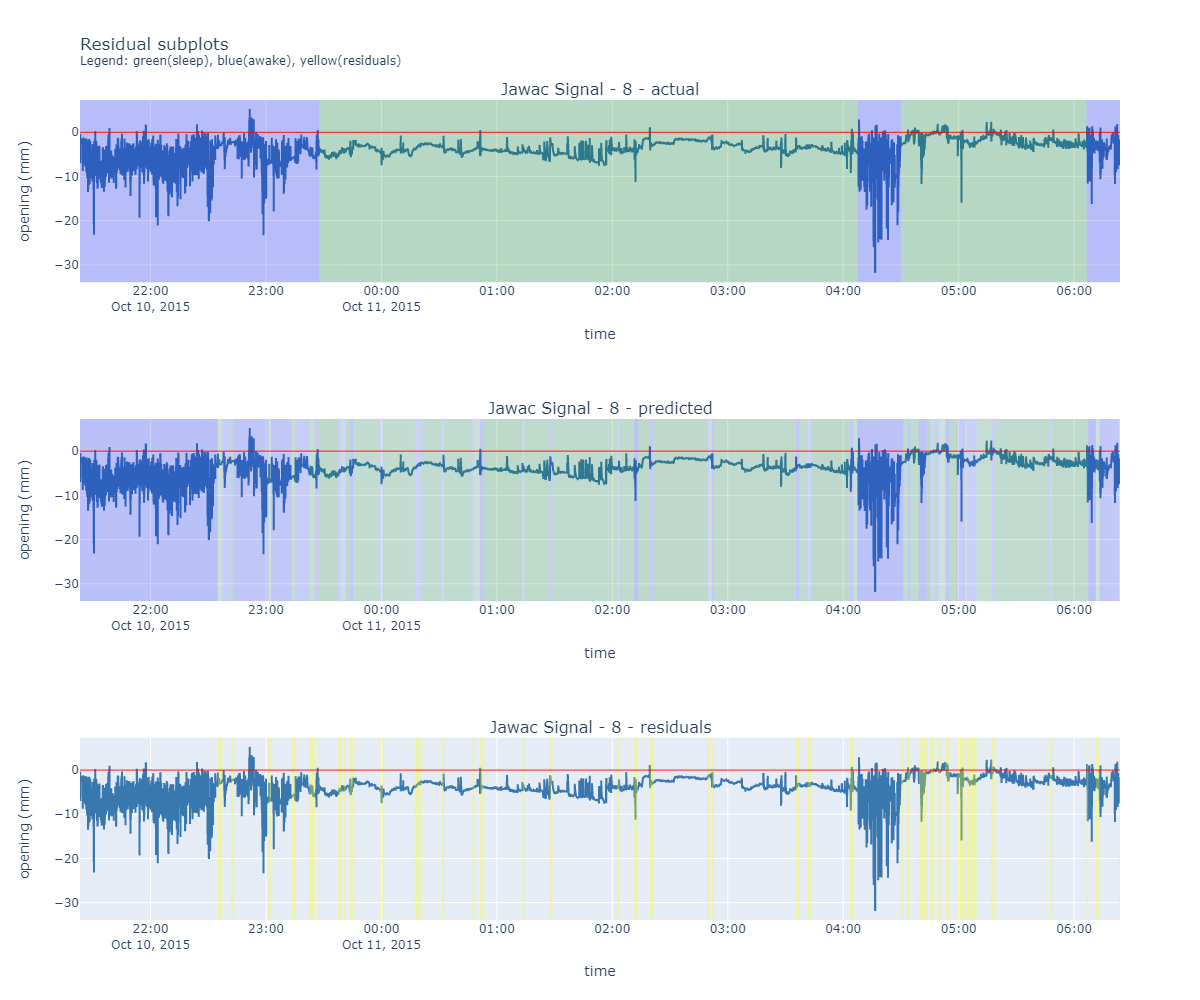 Residual subplots
Legend: green(sleep), blue(awake), yellow(residuals)
Jawac Signal - 8 - actual
opening (mm)
0
−10
−20
−30
22:00 23:00 00:00 01:00 02:00 03:00 04:00 05:00 06:00
Oct 10, 2015 Oct 11, 2015
time
Jawac Signal - 8 - predicted
opening (mm)
0
−10
−20
−30
22:00 23:00 00:00 01:00 02:00 03:00 04:00 05:00 06:00
Oct 10, 2015 Oct 11, 2015
time
Jawac Signal - 8 - residuals
opening (mm)
0
−10
−20
−30
22:00 23:00 00:00 01:00 02:00 03:00 04:00 05:00 06:00
Oct 10, 2015 Oct 11, 2015
time